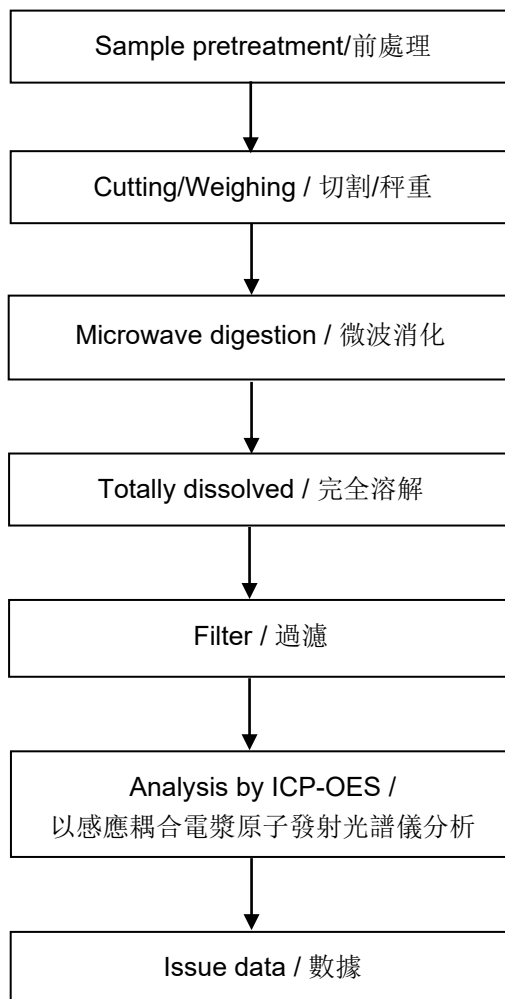 Sample pretreatment/前處理
Cutting/Weighing / 切割/秤重
Microwave digestion / 微波消化
Totally dissolved / 完全溶解
Filter / 過濾
Analysis by ICP-OES /
以感應耦合電漿原子發射光譜儀分析
Issue data / 數據